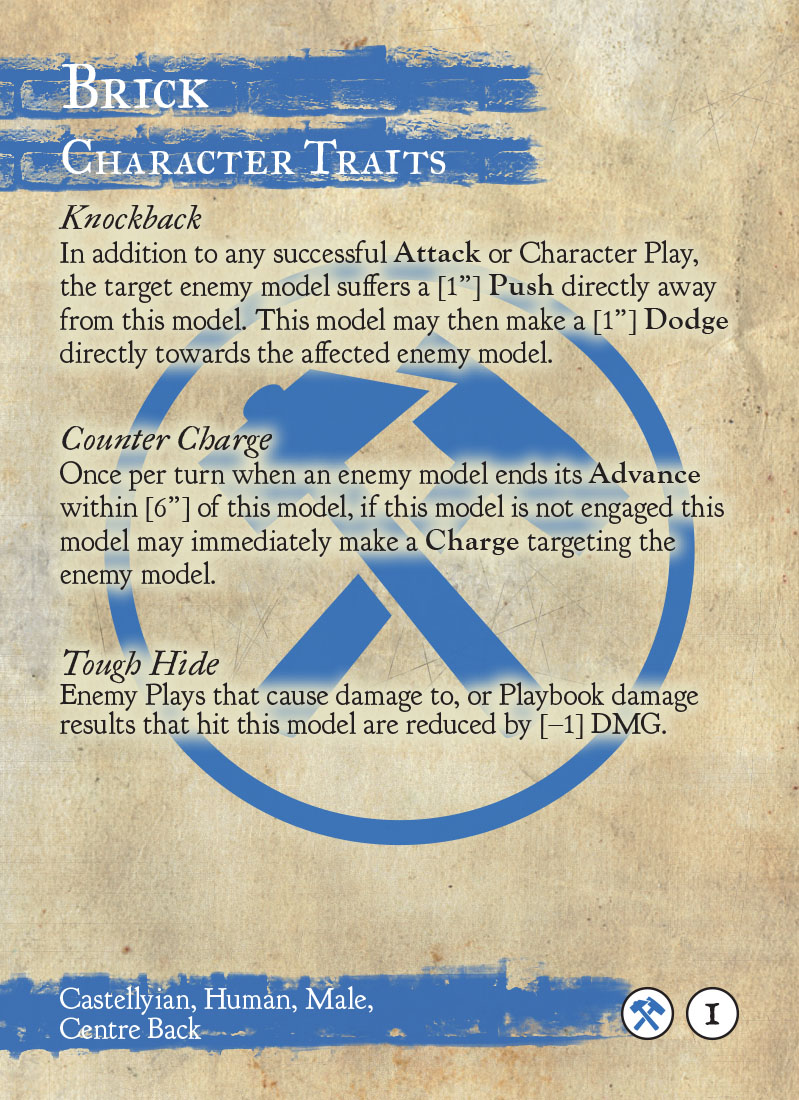 Brick
Character Traits
Knockback
In addition to any successful Attack or Character Play,
the target enemy model suffers a [1”] Push directly away
from this model. This model may then make a [1”] Dodge
directly towards the affected enemy model.
Counter Charge
Once per turn when an enemy model ends its Advance
within [6”] of this model, if this model is not engaged this
model may immediately make a Charge targeting the
enemy model.
Tough Hide
Enemy Plays that cause damage to, or Playbook damage
results that hit this model are reduced by [–1] DMG.
Castellyian, Human, Male,
Centre Back
1